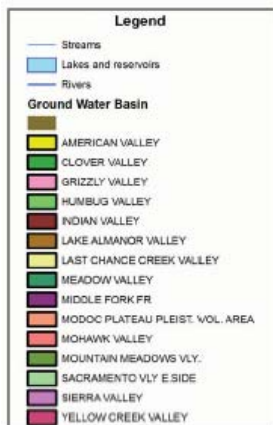 Legend
Streams
Lakes and reservoirs
Rivers
Ground Water Basin
AMERICAN VALLEY
CLOVER VALLEY
GRIZZLY VALLEY
HUMBUG VALLEY
INDIAN VALLEY
LAKE ALMANOR VALLEY
LAST CHANCE CREEK VALLEY
MEADOW VALLEY
MIDDLE FORK FR
MODOC PLATEAU PLEIST. VOL. AREA
MOHAWK VALLEY
MOUNTAIN MEADOWS VLY.
SACRAMENTO VLY E.SIDE
SIERRA VALLEY
YELLOW CREEK VALLEY